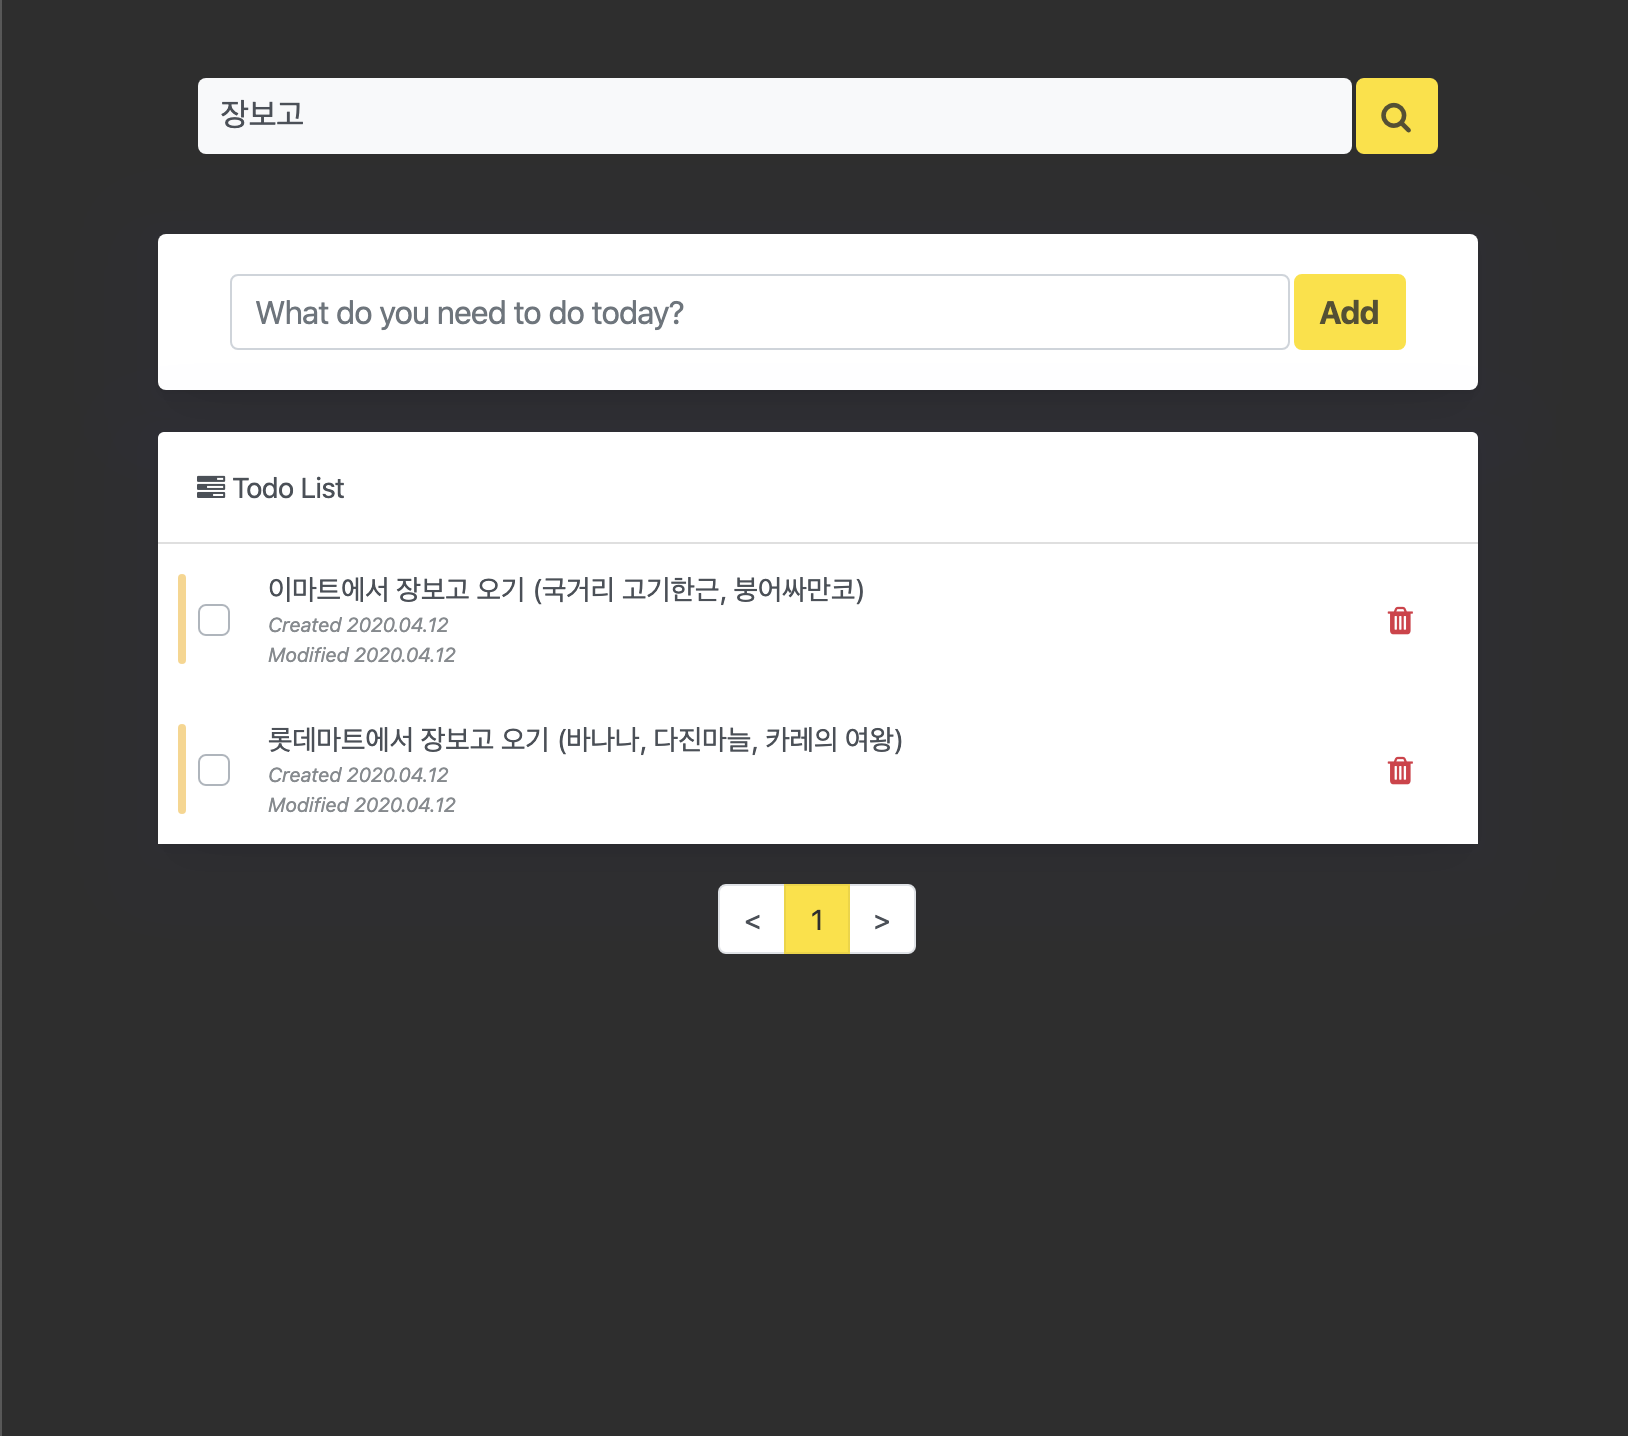 장보고
What do you need to do today?
Add
Todo List
이마트에서 장보고 오기 (국거리 고기한근, 붕어싸만코)
Created 2020.04.12
Modified 2020.04.12
롯데마트에서 장보고 오기 (바나나, 다진마늘, 카레의 여왕)
Created 2020.04.12
Modified 2020.04.12
< 1 >